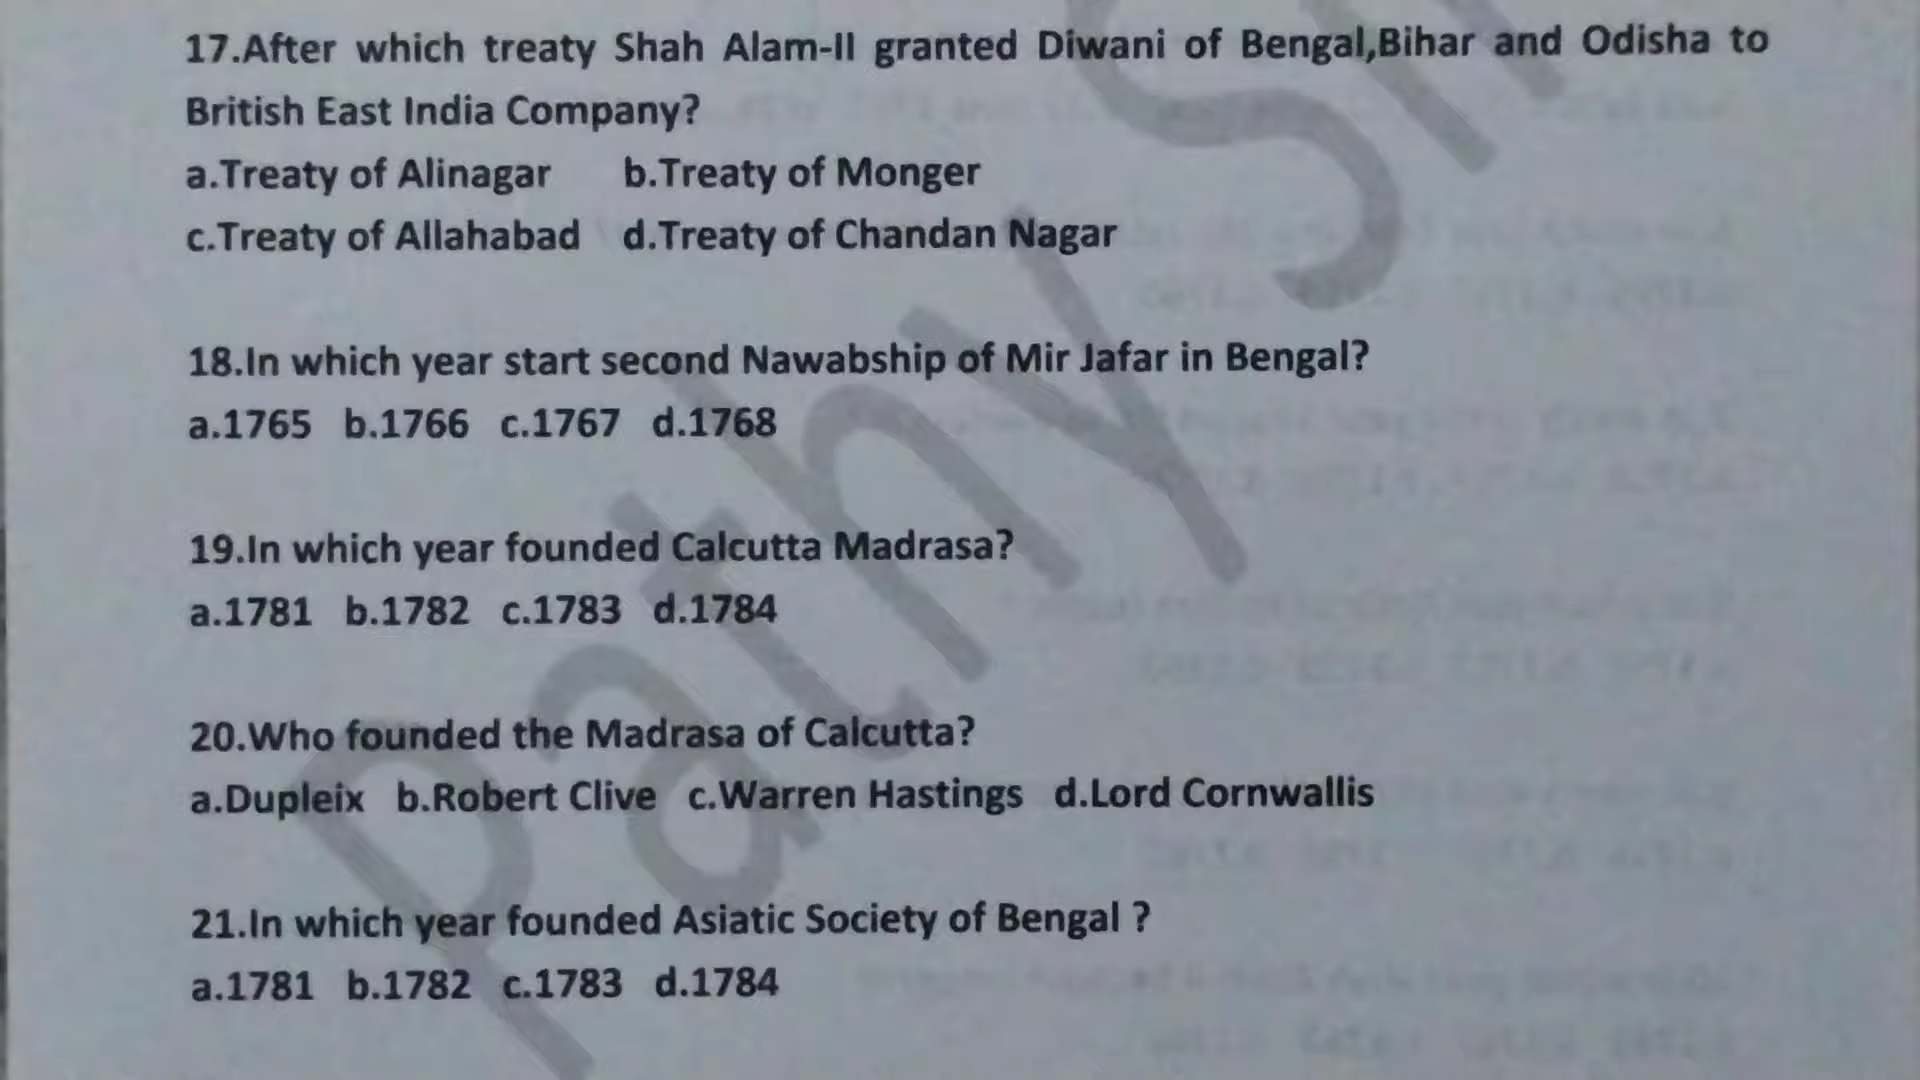 17.After which treaty Shah Alam-II granted Diwani of Bengal,Bihar and Odisha to
British East India Company?
a.Treaty of Alinagar b.Treaty of Monger
c.Treaty of Allahabad d.Treaty of Chandan Nagar
18.In which year start second Nawabship of Mir Jafar in Bengal?
a.1765 b.1766 c.1767 d.1768
19.In which year founded Calcutta Madrasa?
a.1781 b.1782 c.1783 d.1784
20.Who founded the Madrasa of Calcutta?
a.Dupleix b.Robert Clive c.Warren Hastings d.Lord Cornwallis
21.In which year founded Asiatic Society of Bengal ?
a.1781 b.1782 c.1783 d.1784
Pathy